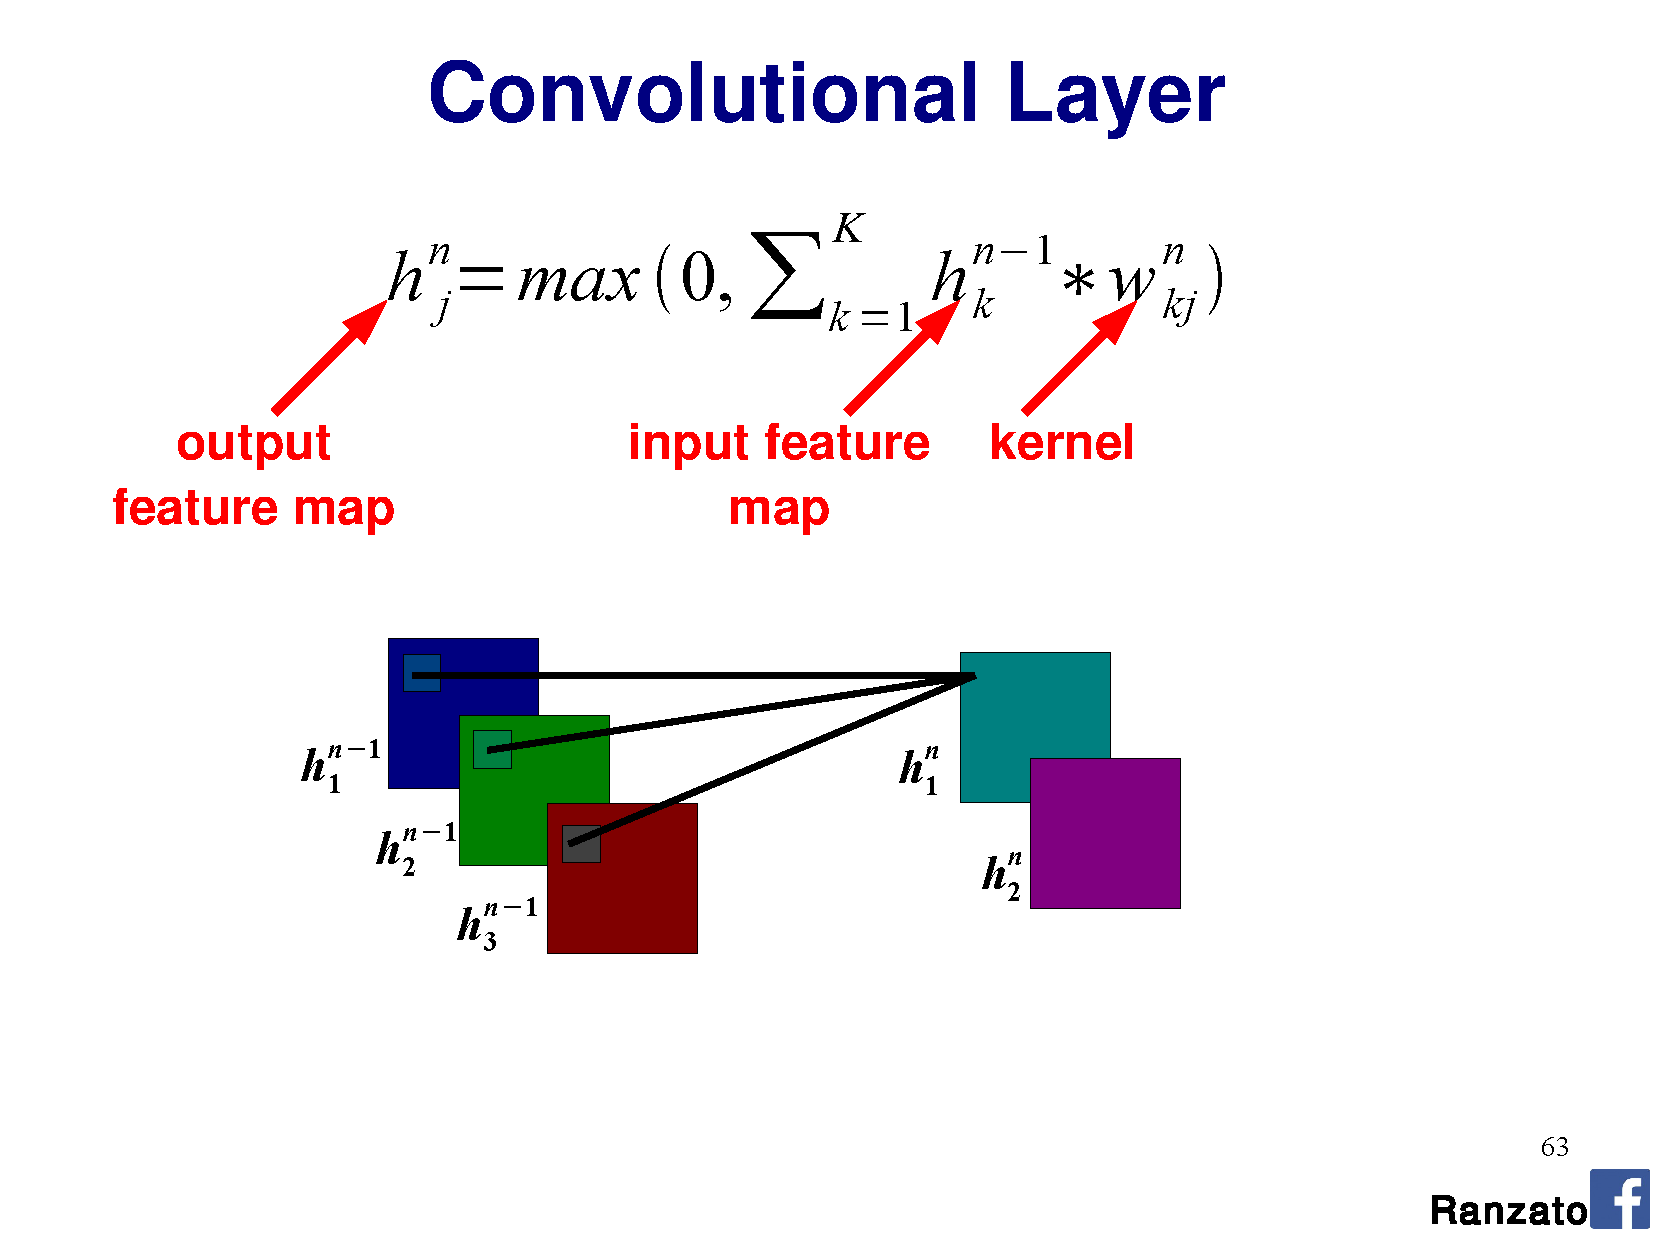 Convolutional Layer
h_j^n = max(0, ∑_{k=1}^K h_k^{n−1} ∗ w_{kj}^n)
output feature map
input feature map
kernel
h_1^{n−1}
h_2^{n−1}
h_3^{n−1}
h_1^n
h_2^n
63
Ranzato f